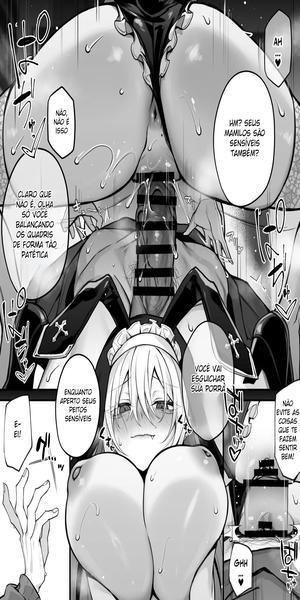 AH
HM? SEUS
MAMILOS SÃO
SENSÍVEIS
TAMBÉM?
NÃO,
NÃO É
ISSO
CLARO QUE
NÃO É, OLHA
SÓ VOCÊ
BALANÇANDO
OS QUADRIS
DE FORMA TÃO
PATÉTICA
VOCÊ VAI
ESGUICHAR
SUA PORRA
ENQUANTO
APERTO SEUS
PEITOS
SENSÍVEIS
NÃO
EVITE AS
COISAS
QUE TE
FAZEM
SENTIR
BEM!
E-
EI!
GHH